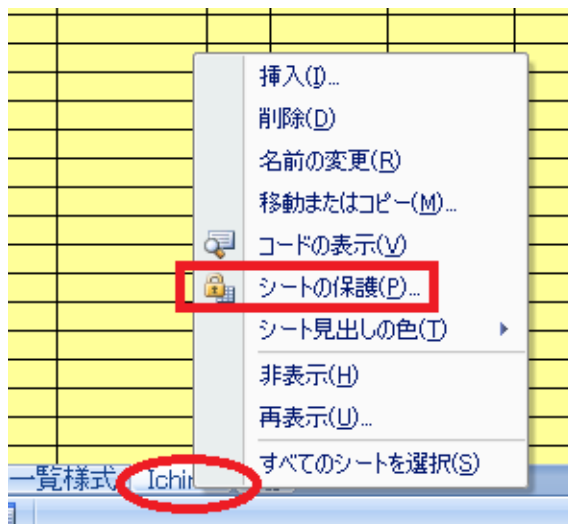 挿入(I)...
削除(D)
名前の変更(R)
移動またはコピー(M)...
コードの表示(V)
シートの保護(P)...
シート見出しの色(T)
非表示(H)
再表示(U)...
すべてのシートを選択(S)
一覧様式